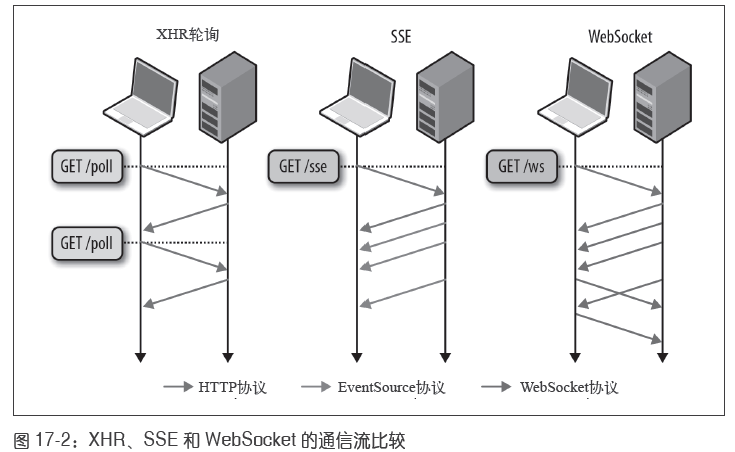 XHR轮询
SSE
WebSocket
GET /poll
GET /sse
GET /ws
GET /poll
HTTP协议
EventSource协议
WebSocket协议
图 17-2：XHR、SSE 和 WebSocket 的通信流比较